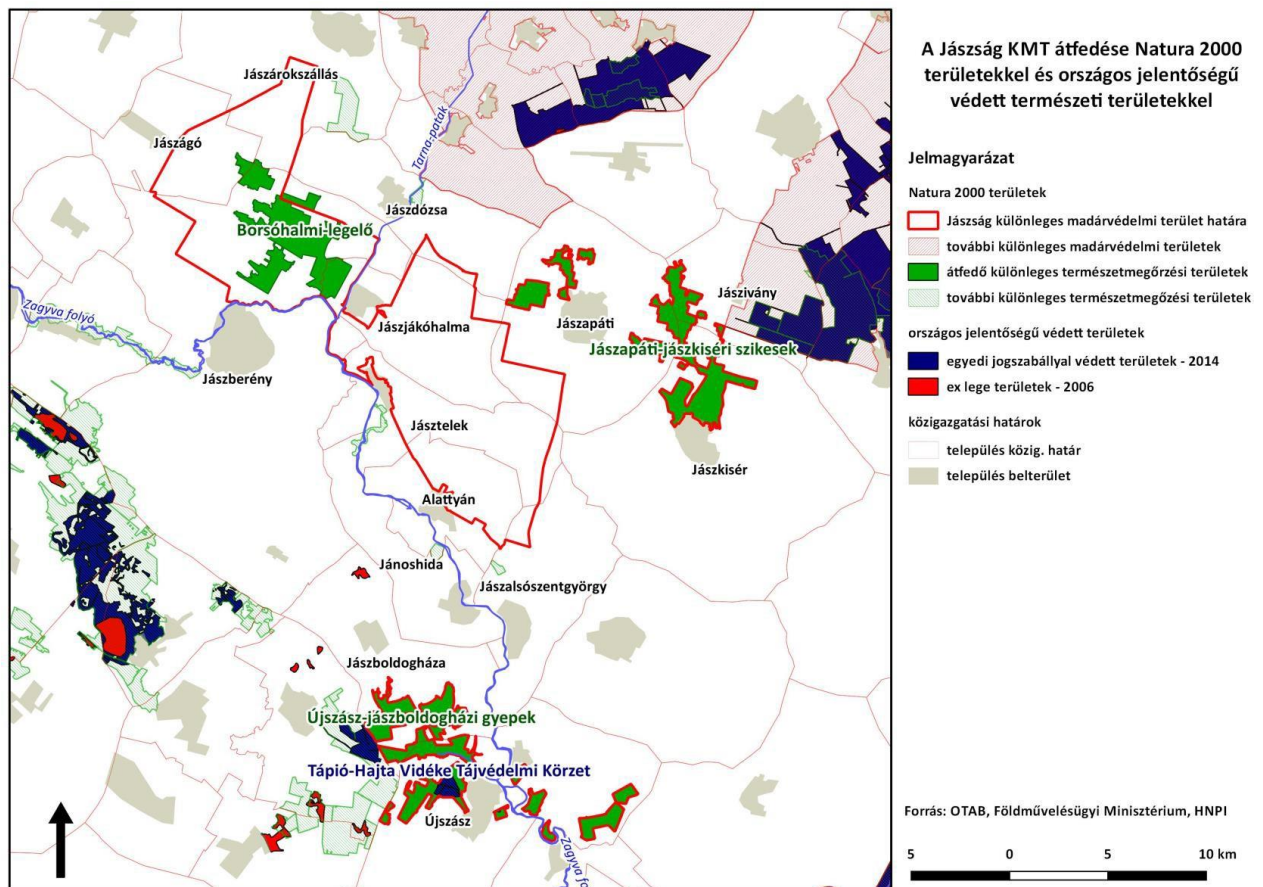 A Jászság KMT átfedése Natura 2000
területekkel és országos jelentőségű
védett természeti területekkel
Jelmagyarázat
Natura 2000 területek
Jászság különleges madárvédelmi terület határa
további különleges madárvédelmi területek
átfedő különleges természetmegőrzési területek
további különleges természetmegőzési területek
országos jelentőségű védett területek
egyedi jogszabállyal védett területek - 2014
ex lege területek - 2006
közigazgatási határok
település közig. határ
település belterület
Forrás: OTAB, Földművelésügyi Minisztérium, HNPI
5 0 5 10 km
Jászárokszállás
Jászágó
Tarna-patak
Jászdózsa
Borsóhalmi-legelő
Zagyva folyó
Jászjákóhalma
Jászapáti
Jászivány
Jászapáti-jászkiséri szikesek
Jászberény
Jásztelek
Jászkisér
Alattyán
Jánoshida
Jászalsószentgyörgy
Jászboldogháza
Újszász-jászboldogházi gyepek
Tápió-Hajta Vidéke Tájvédelmi Körzet
Újszász
Zagyva fo